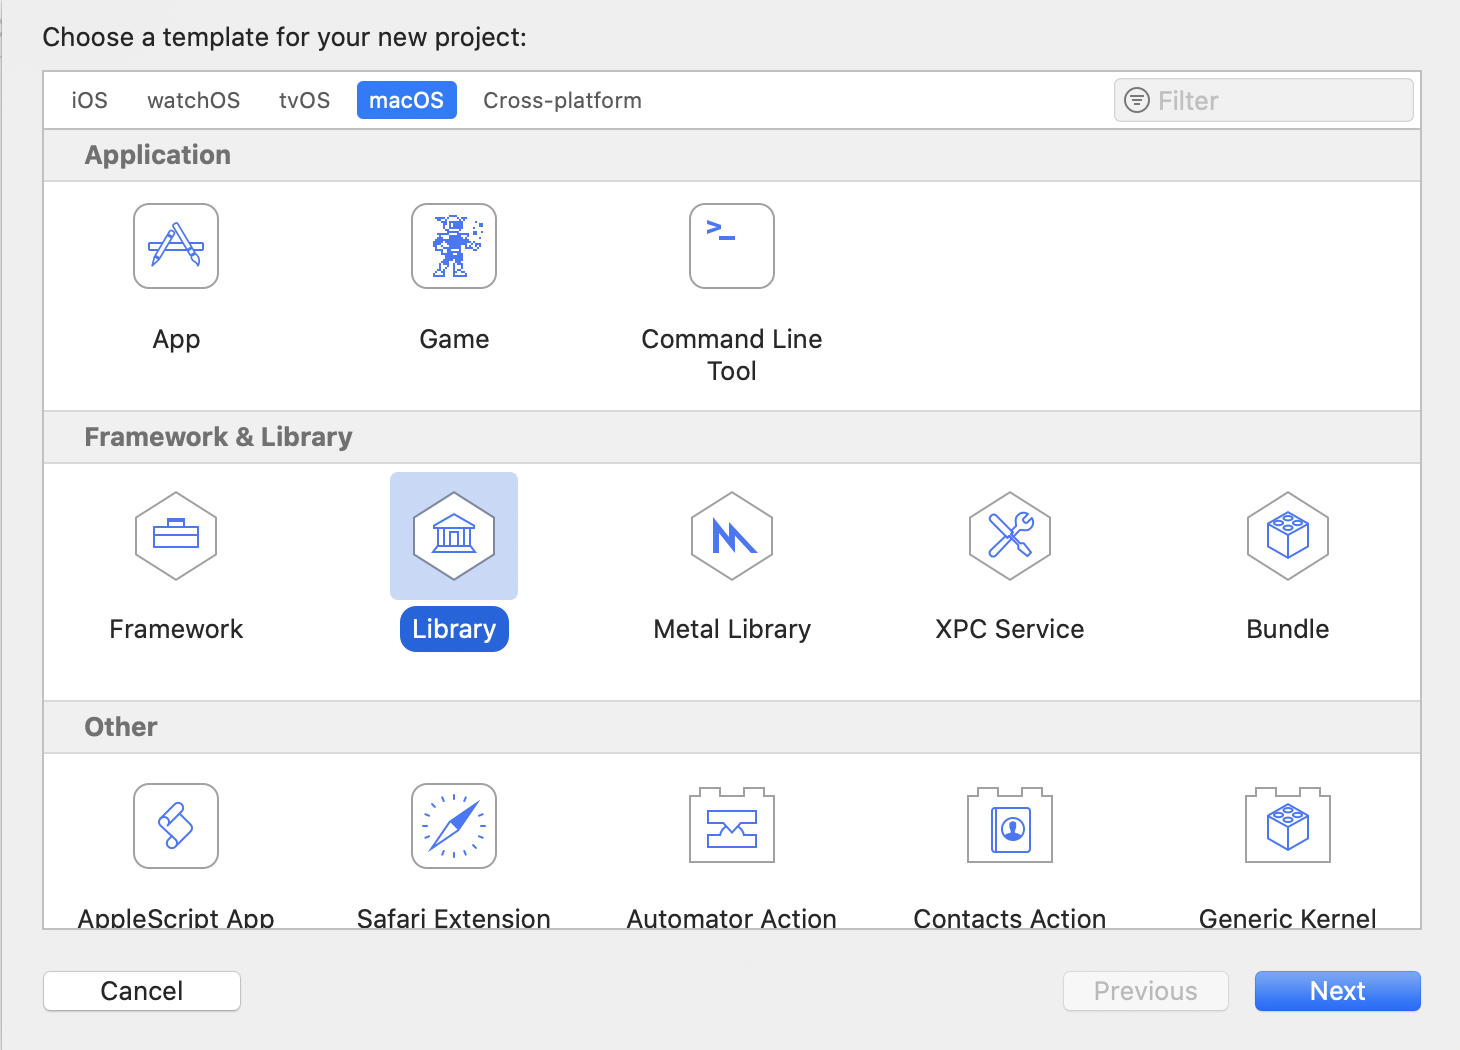 Choose a template for your new project:
iOS watchOS tvOS macOS Cross-platform Filter
Application
App Game Command Line
Tool
Framework & Library
Framework Library Metal Library XPC Service Bundle
Other
AppleScript App Safari Extension Automator Action Contacts Action Generic Kernel
Cancel Previous Next